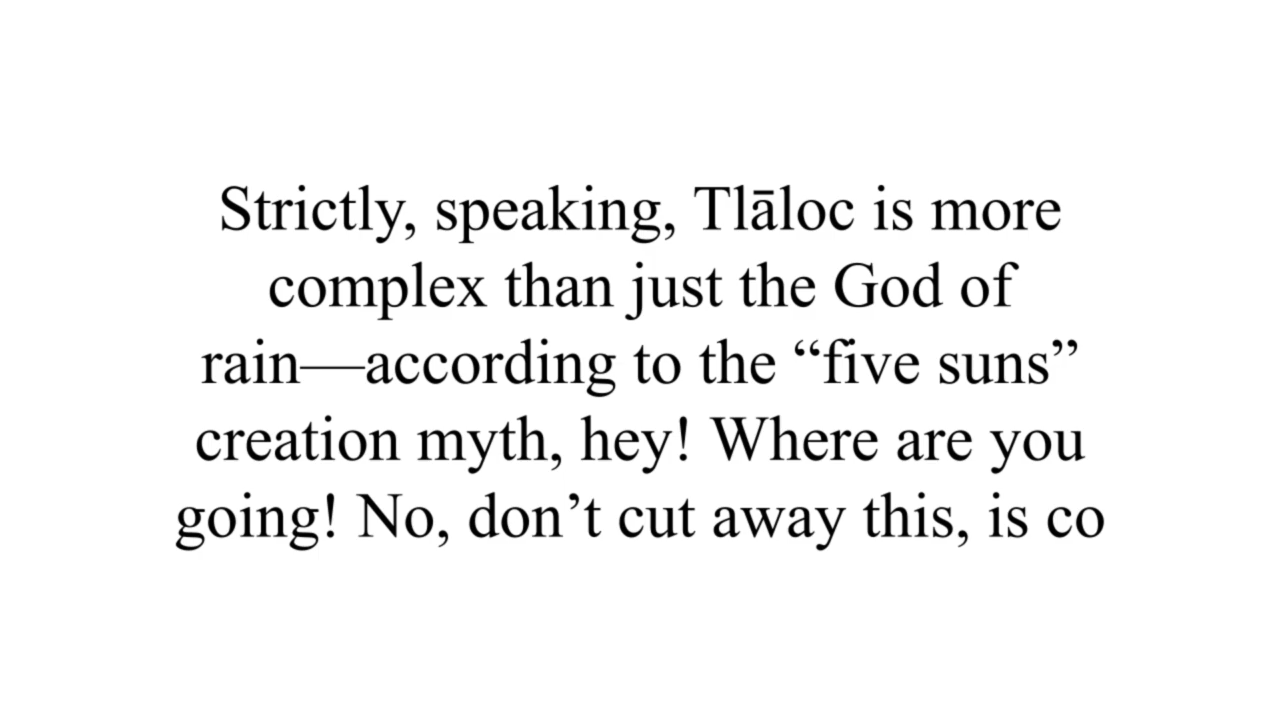 Strictly, speaking, Tlāloc is more
complex than just the God of
rain—according to the “five suns”
creation myth, hey! Where are you
going! No, don’t cut away this, is co